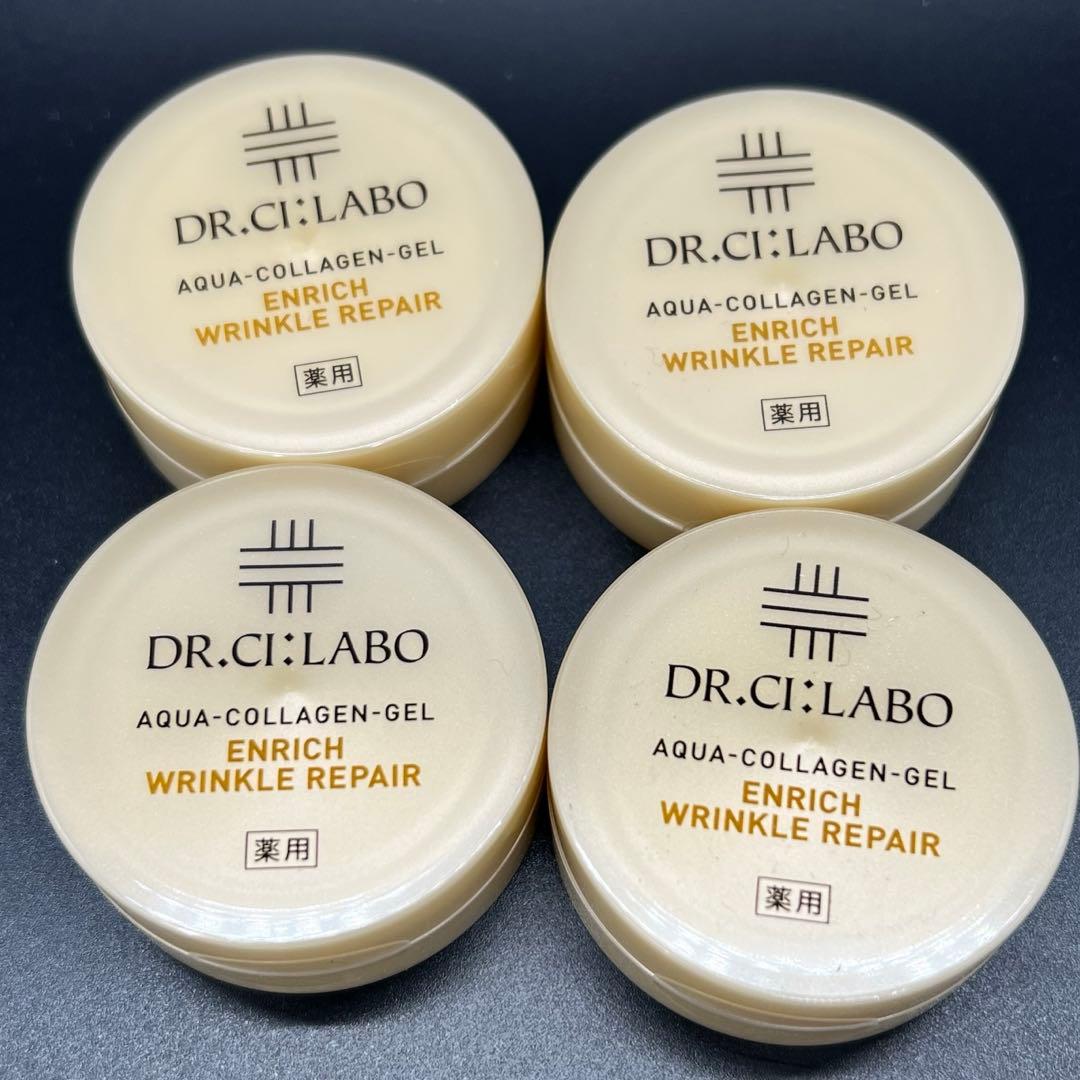 DR.CI:LABO
AQUA-COLLAGEN-GEL
ENRICH
WRINKLE REPAIR
薬用
DR.CI:LABO
AQUA-COLLAGEN-GEL
ENRICH
WRINKLE REPAIR
薬用
DR.CI:LABO
AQUA-COLLAGEN-GEL
ENRICH
WRINKLE REPAIR
薬用
DR.CI:LABO
AQUA-COLLAGEN-GEL
ENRICH
WRINKLE REPAIR
薬用